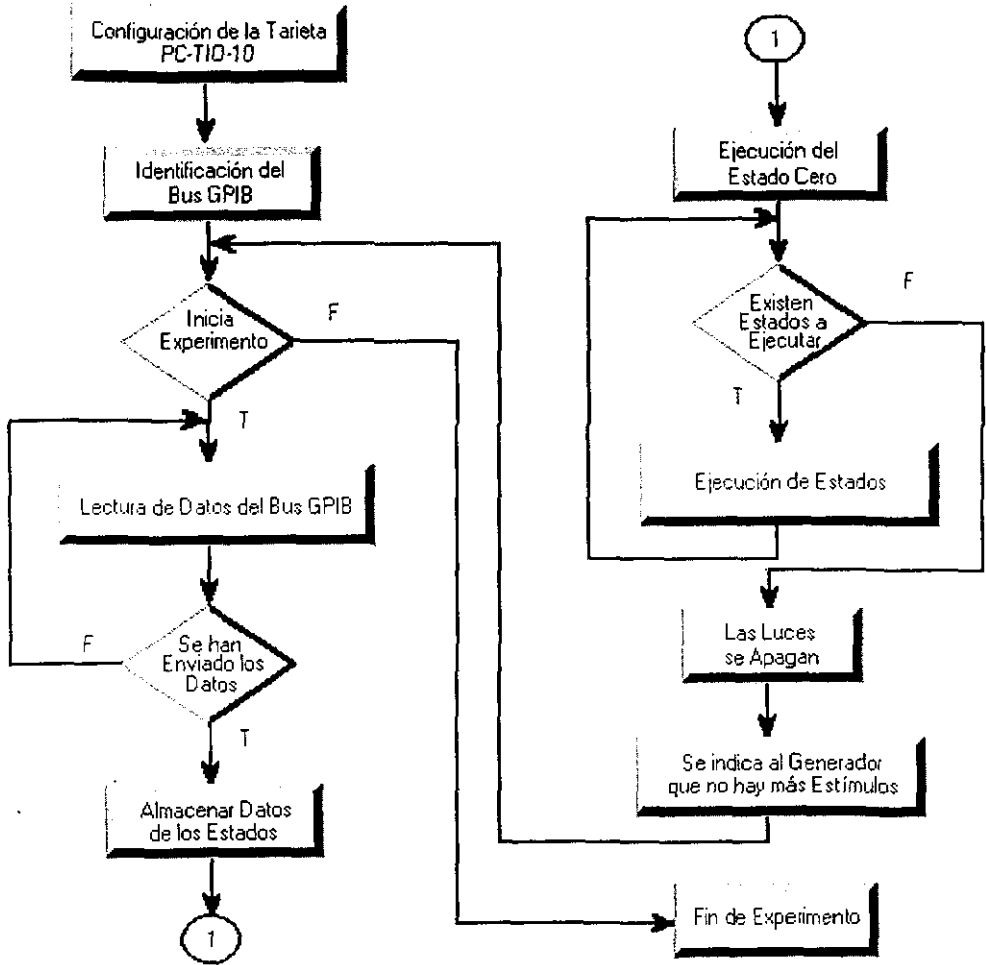 Configuración de la Tarieta
PC-TIO-10
Identificación del
Bus GPIB
Inicia
Experimento
F
T
Lectura de Datos del Bus GPIB
Se han
Enviado los
Datos
F
T
Almacenar Datos
de los Estados
1
1
Ejecución del
Estado Cero
Existen
Estados a
Ejecutar
F
T
Ejecución de Estados
Las Luces
se Apagan
Se indica al Generador
que no hay más Estímulos
Fin de Experimento